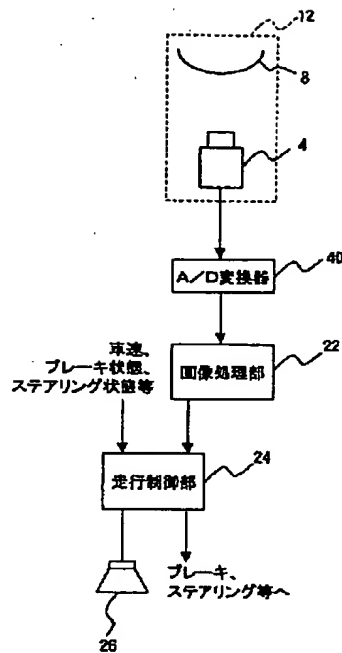 12
8
4
A/D変換器
40
車速、
ブレーキ状態、
ステアリング状態等
画像処理部
22
走行制御部
24
ブレーキ、
ステアリング等へ
26